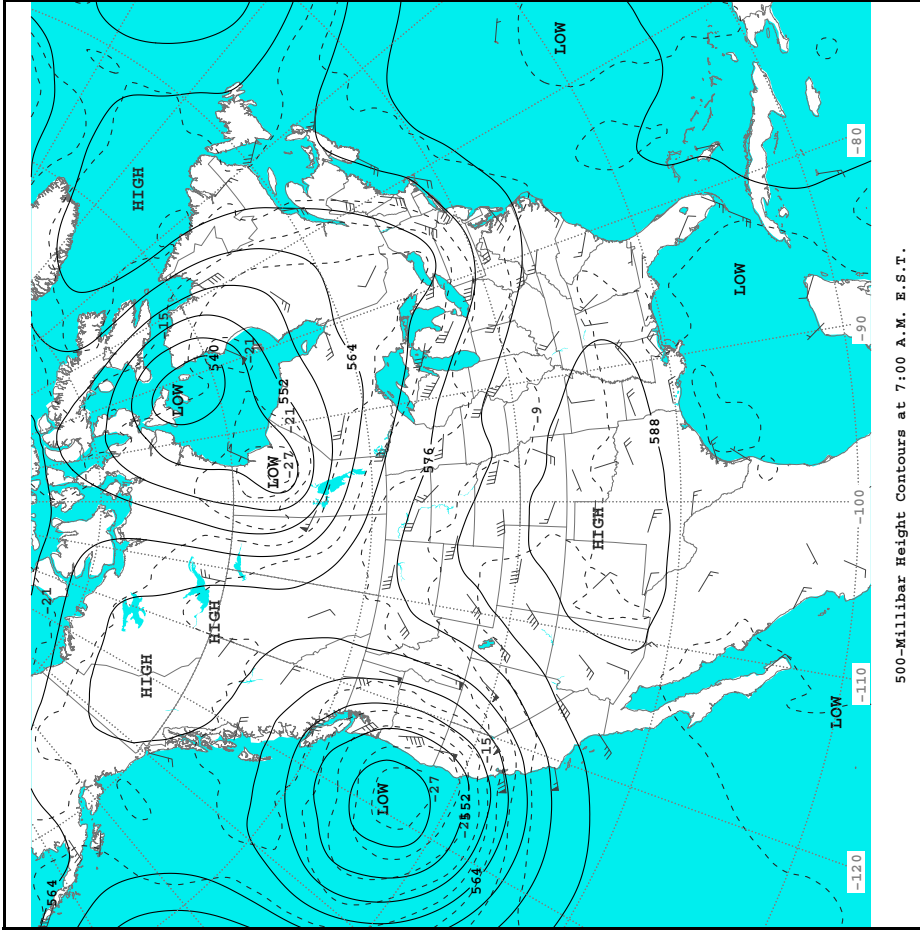 564
-21
HIGH
HIGH
-15
LOW
HIGH
540
-21
LOW
552
-27
-21
564
LOW
576
-27
552
564
-15
9
LOW
HIGH
588
LOW
LOW
-120
-110
-100
-90
-80
500-Millibar Height Contours at 7:00 A.M. E.S.T.